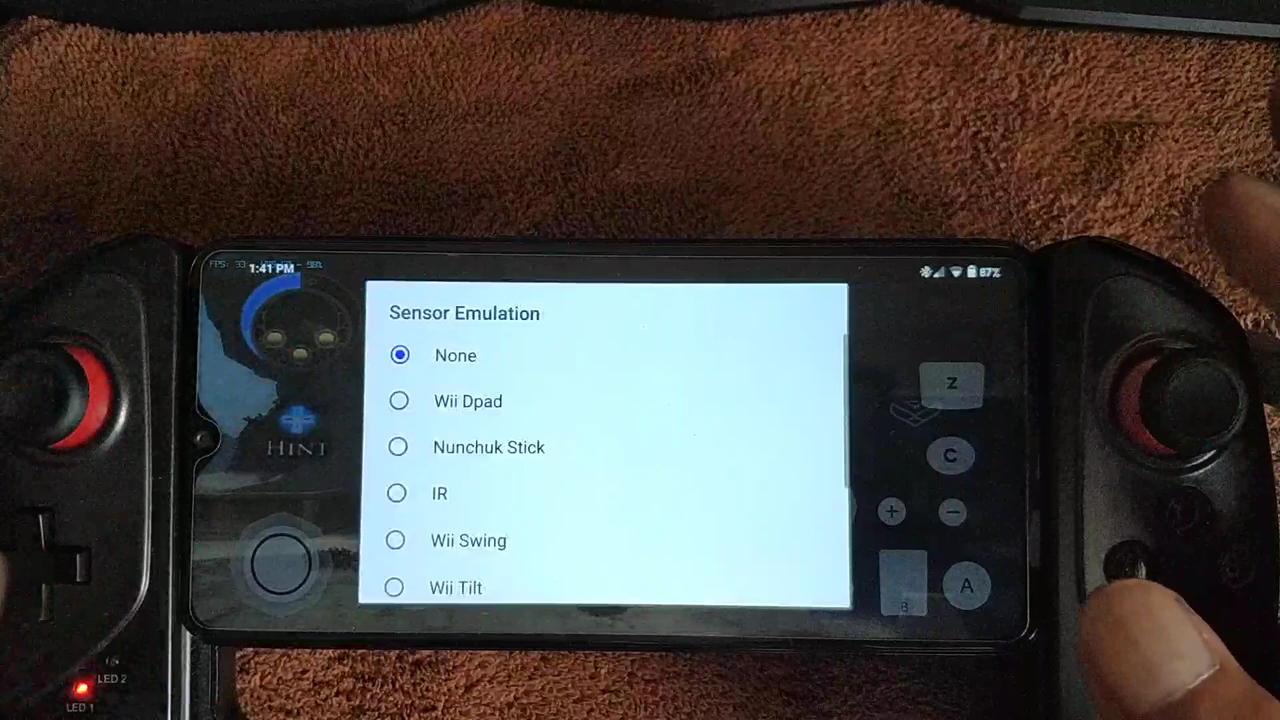 1:41 PM
87%
Sensor Emulation
None
Wii Dpad
Nunchuk Stick
IR
Wii Swing
Wii Tilt
HINT
Z
C
+ −
A
B
LED 2
LED 1